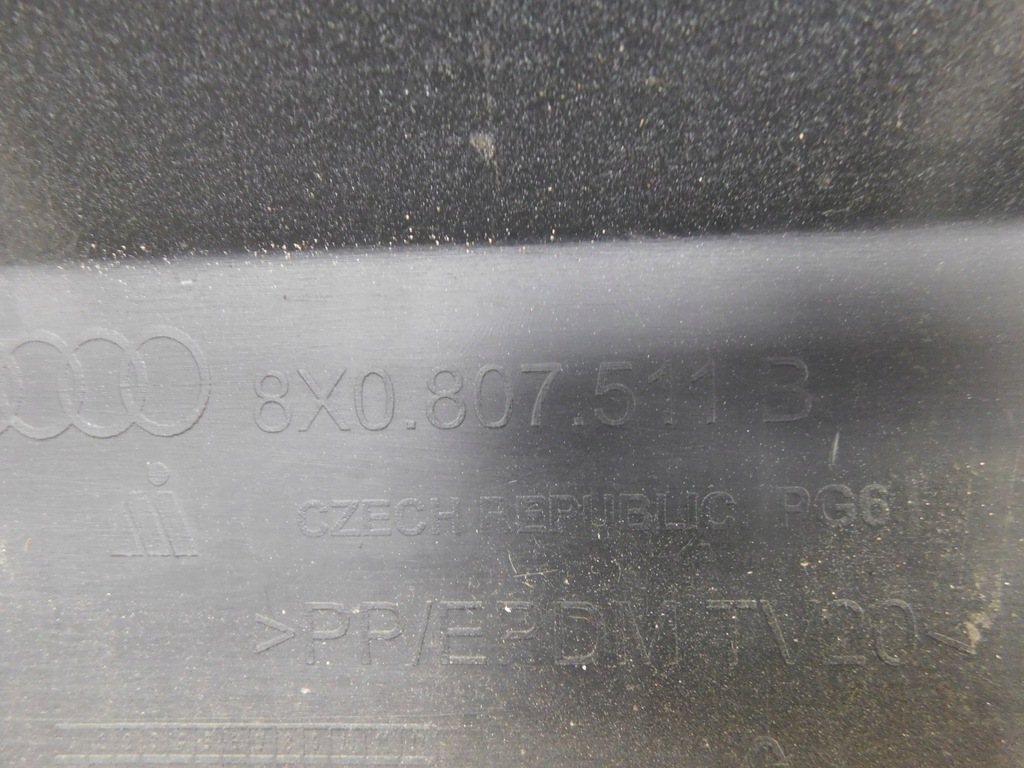 8X0.807.511 B
CZECH REPUBLIC PG6
>PP/EPDM TV20<